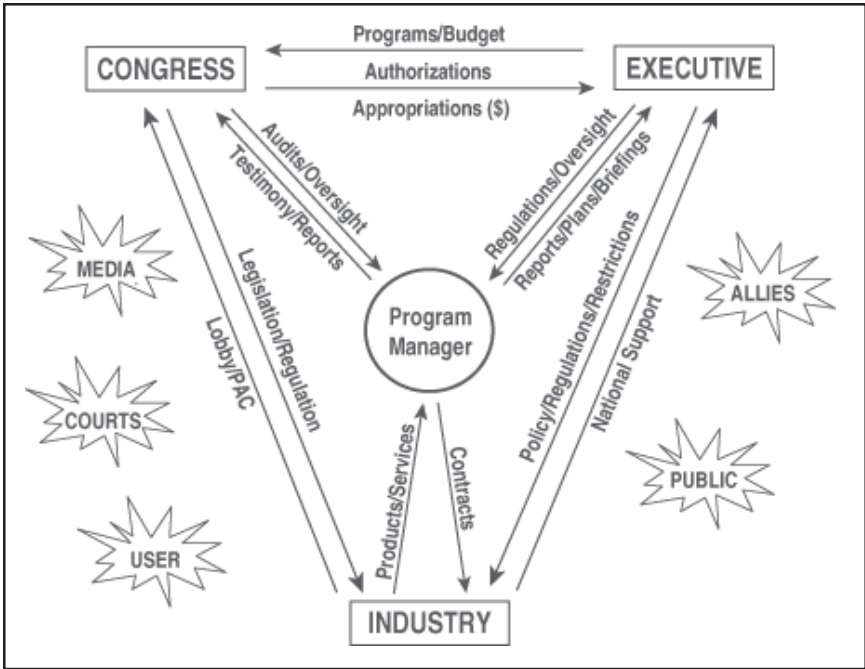 Programs/Budget
CONGRESS
EXECUTIVE
Authorizations
Appropriations ($)
Audits/Oversight
Testimony/Reports
Regulations/Oversight
Reports/Plans/Briefings
MEDIA
ALLIES
Program
Manager
Legislation/Regulation
Lobby/PAC
Policy/Regulations/Restrictions
National Support
COURTS
PUBLIC
Products/Services
Contracts
USER
INDUSTRY